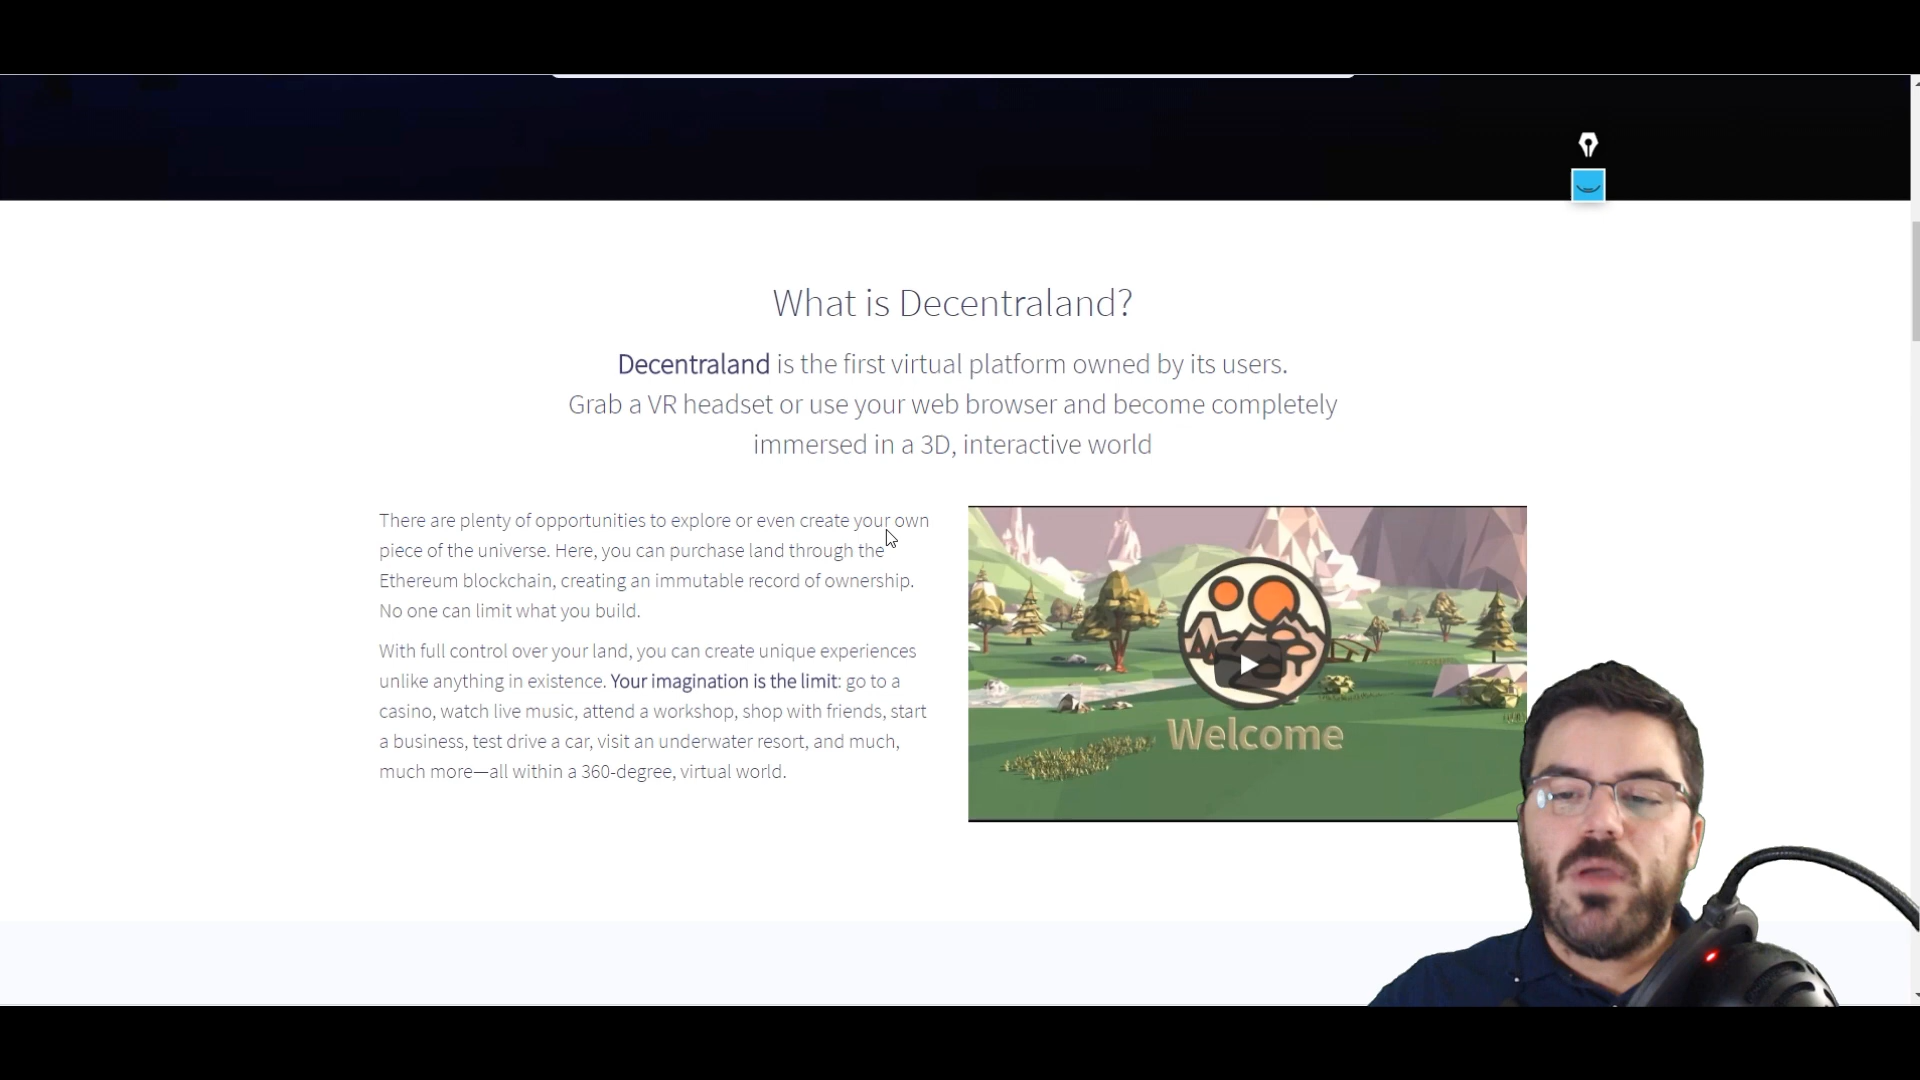 What is Decentraland?
Decentraland is the first virtual platform owned by its users.
Grab a VR headset or use your web browser and become completely
immersed in a 3D, interactive world
There are plenty of opportunities to explore or even create your own
piece of the universe. Here, you can purchase land through the
Ethereum blockchain, creating an immutable record of ownership.
No one can limit what you build.
With full control over your land, you can create unique experiences
unlike anything in existence. Your imagination is the limit: go to a
casino, watch live music, attend a workshop, shop with friends, start
a business, test drive a car, visit an underwater resort, and much,
much more—all within a 360-degree, virtual world.
Welcome